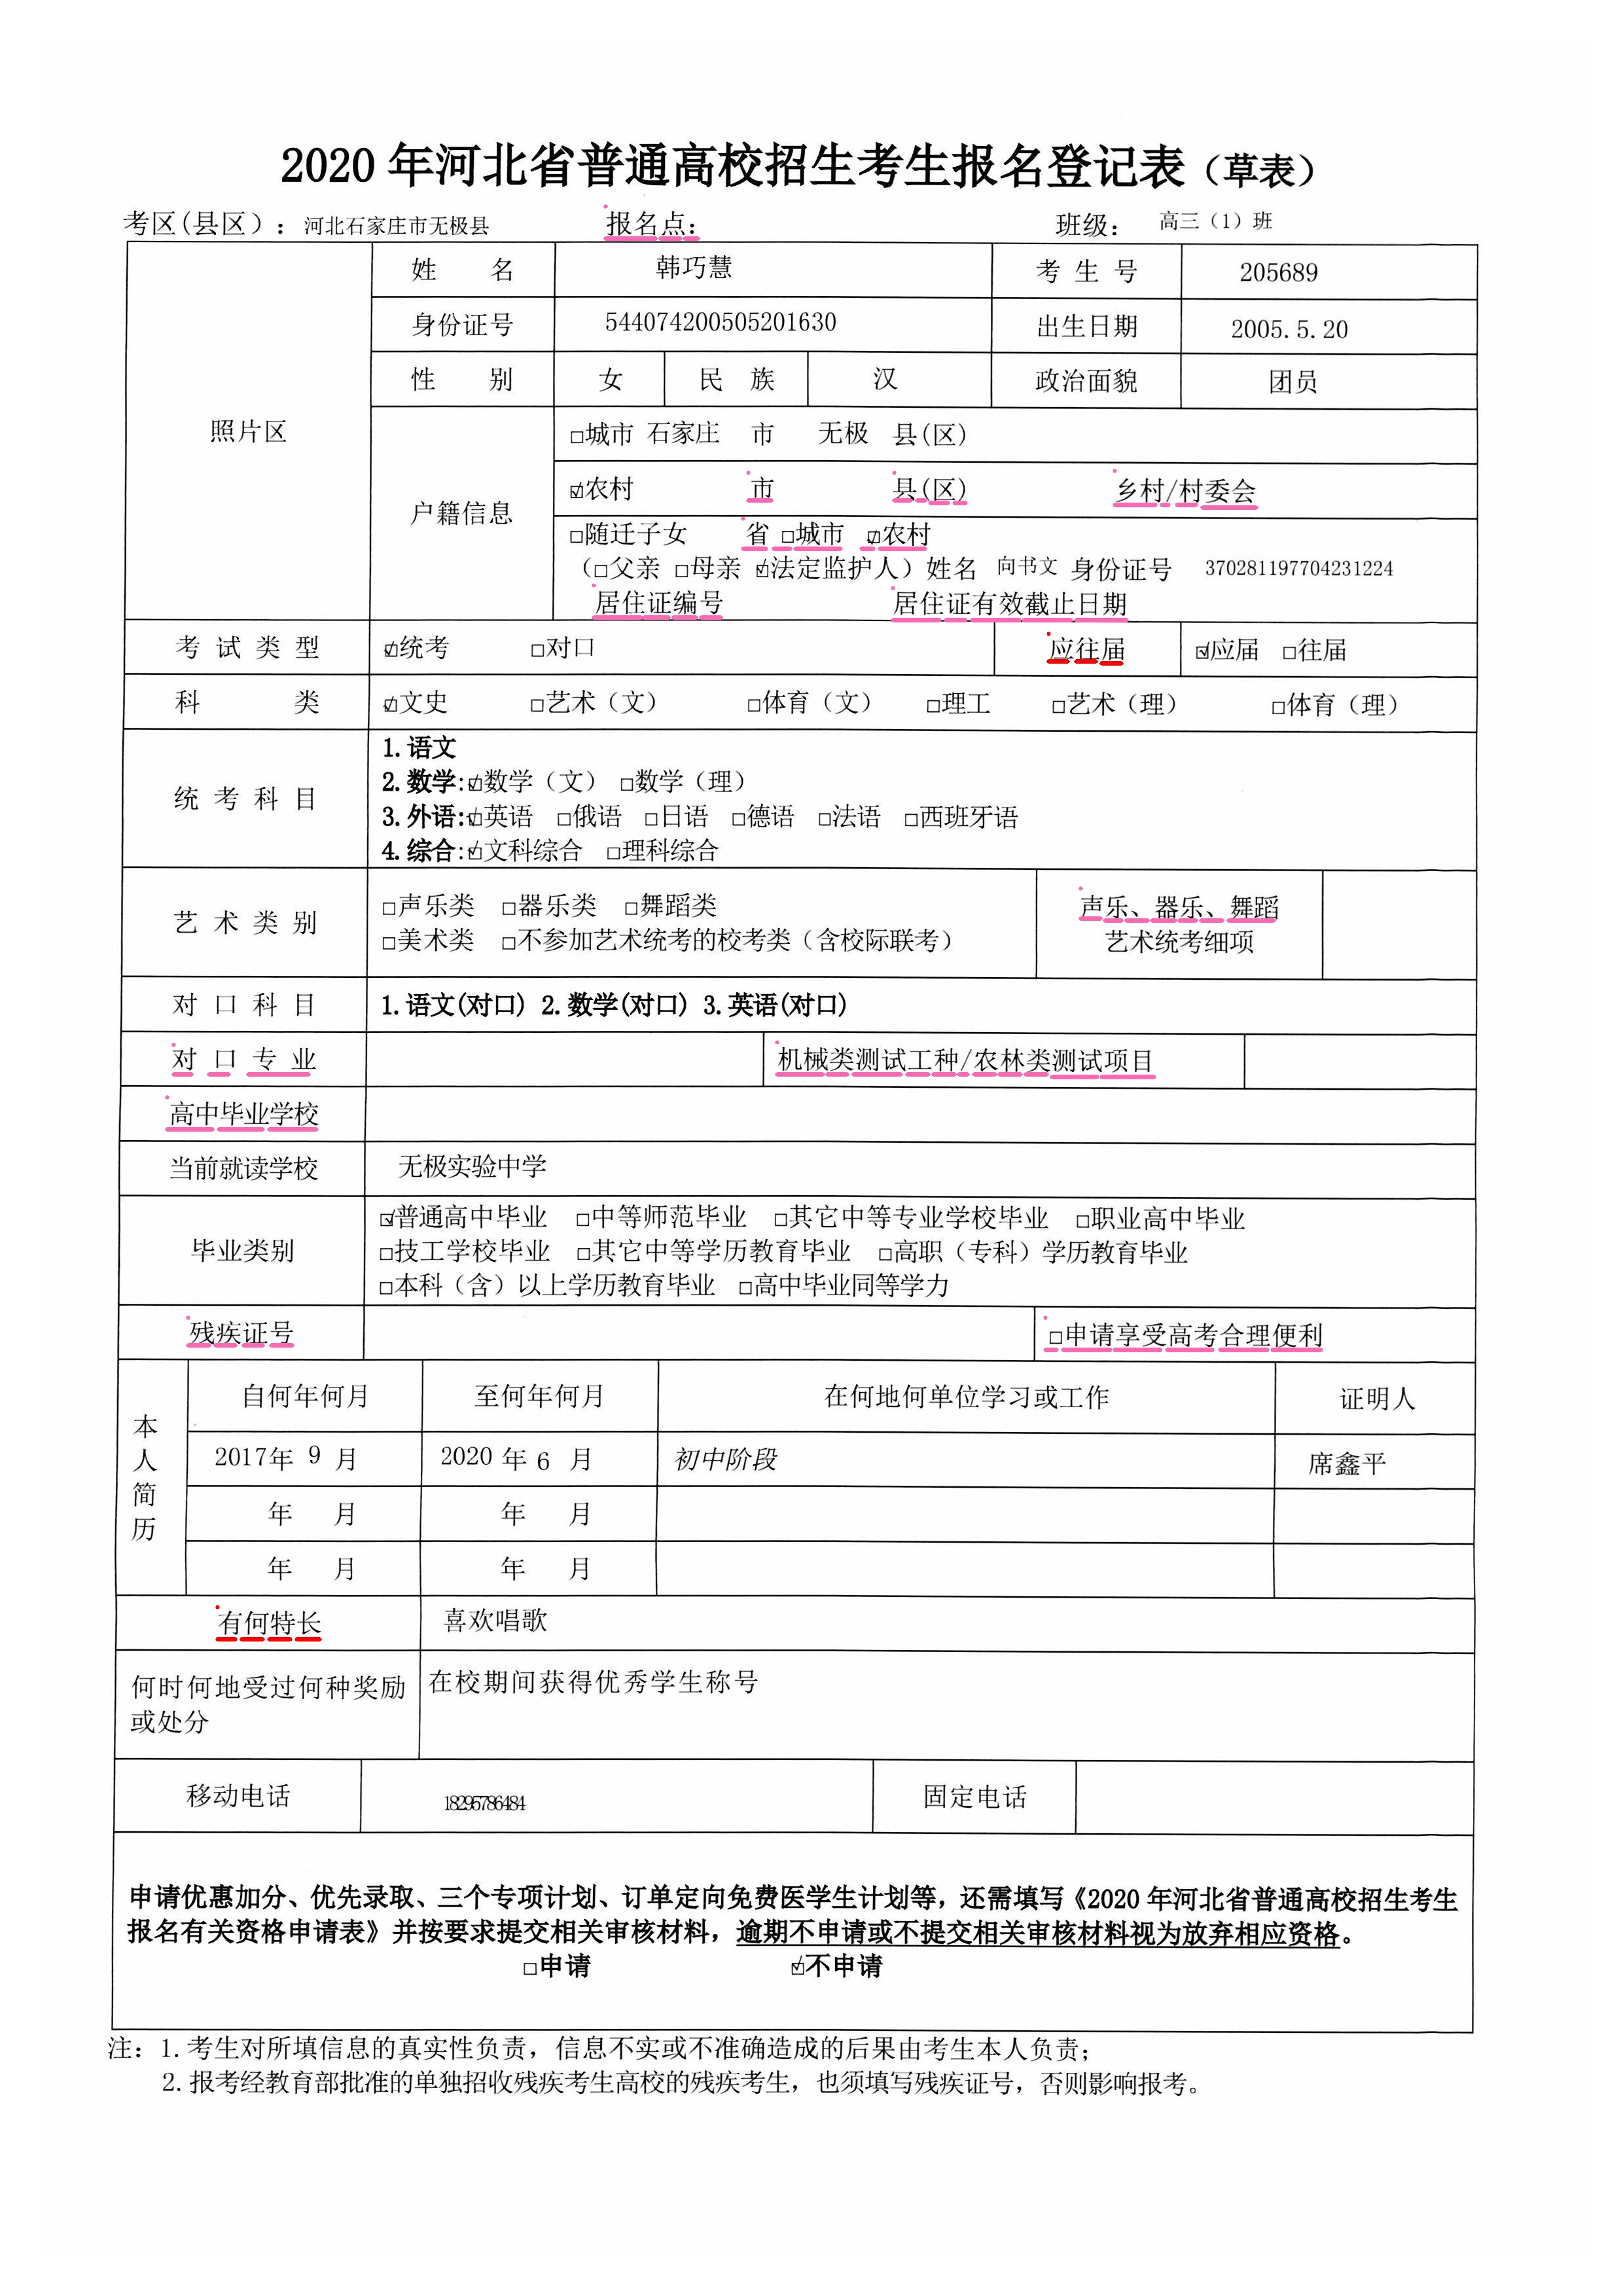 2020年河北省普通高校招生考生报名登记表（草表）
考区(县区）：河北石家庄市无极县 报名点： 班级： 高三（1）班
照片区
姓 名 韩巧慧 考 生 号 205689
身份证号 544074200505201630 出生日期 2005.5.20
性 别 女 民 族 汉 政治面貌 团员
户籍信息
□城市 石家庄 市 无极 县(区)
☑农村 市 县(区) 乡村/村委会
□随迁子女 省 □城市 ☑农村
（□父亲 □母亲 ☑法定监护人）姓名 向书文 身份证号 370281197704231224
居住证编号 居住证有效截止日期
考 试 类 型 ☑统考 □对口 应往届 ☑应届 □往届
科 类 ☑文史 □艺术（文） □体育（文） □理工 □艺术（理） □体育（理）
统 考 科 目
1.语文
2.数学:☑数学（文） □数学（理）
3.外语:☑英语 □俄语 □日语 □德语 □法语 □西班牙语
4.综合:☑文科综合 □理科综合
艺 术 类 别
□声乐类 □器乐类 □舞蹈类
□美术类 □不参加艺术统考的校考类（含校际联考）
声乐、器乐、舞蹈
艺术统考细项
对 口 科 目 1.语文(对口) 2.数学(对口) 3.英语(对口)
对 口 专 业 机械类测试工种/农林类测试项目
高中毕业学校
当前就读学校 无极实验中学
毕业类别
☑普通高中毕业 □中等师范毕业 □其它中等专业学校毕业 □职业高中毕业
□技工学校毕业 □其它中等学历教育毕业 □高职（专科）学历教育毕业
□本科（含）以上学历教育毕业 □高中毕业同等学力
残疾证号 □申请享受高考合理便利
本人简历
自何年何月 至何年何月 在何地何单位学习或工作 证明人
2017年 9 月 2020 年 6 月 初中阶段 席鑫平
年 月 年 月
年 月 年 月
有何特长 喜欢唱歌
何时何地受过何种奖励
或处分
在校期间获得优秀学生称号
移动电话 18295786484 固定电话
申请优惠加分、优先录取、三个专项计划、订单定向免费医学生计划等，还需填写《2020年河北省普通高校招生考生
报名有关资格申请表》并按要求提交相关审核材料，逾期不申请或不提交相关审核材料视为放弃相应资格。
□申请 ☑不申请
注：1.考生对所填信息的真实性负责，信息不实或不准确造成的后果由考生本人负责；
2.报考经教育部批准的单独招收残疾考生高校的残疾考生，也须填写残疾证号，否则影响报考。